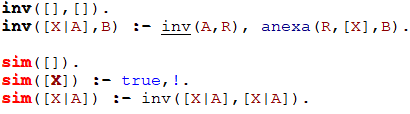 inv([],[]).
inv([X|A],B) :- inv(A,R), anexa(R,[X],B).
sim([]).
sim([X]) :- true,!.
sim([X|A]) :- inv([X|A],[X|A]).